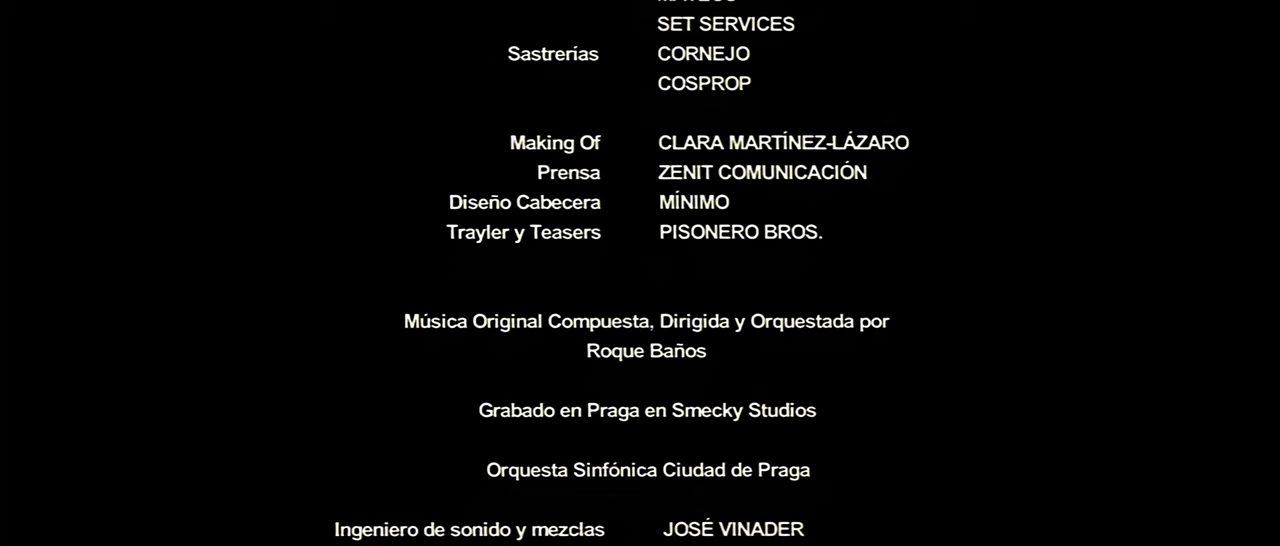 SET SERVICES
Sastrerías CORNEJO
COSPROP
Making Of CLARA MARTÍNEZ-LÁZARO
Prensa ZENIT COMUNICACIÓN
Diseño Cabecera MÍNIMO
Trayler y Teasers PISONERO BROS.
Música Original Compuesta, Dirigida y Orquestada por
Roque Baños
Grabado en Praga en Smecky Studios
Orquesta Sinfónica Ciudad de Praga
Ingeniero de sonido y mezclas JOSÉ VINADER